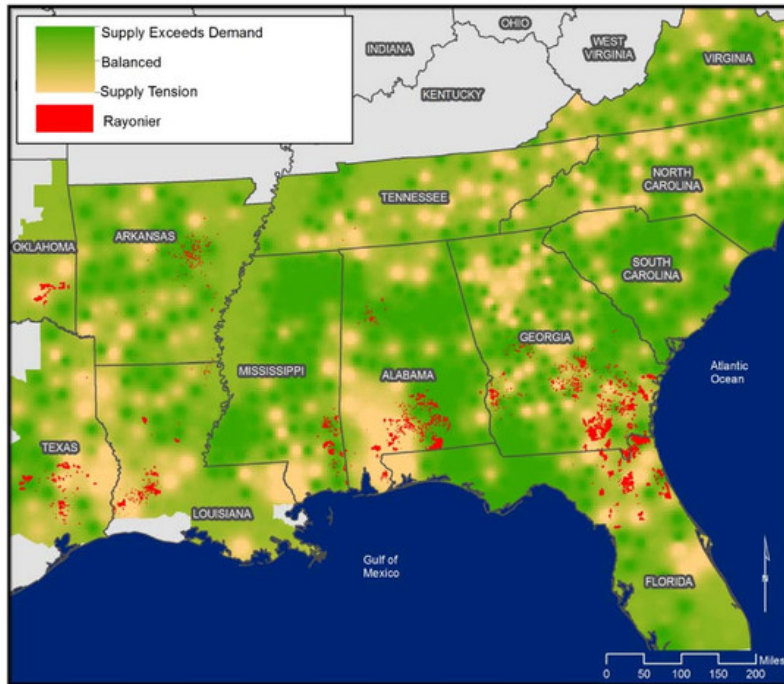 Supply Exceeds Demand
Balanced
Supply Tension
Rayonier
OHIO
INDIANA
WEST
VIRGINIA
VIRGINIA
KENTUCKY
NORTH
CAROLINA
TENNESSEE
ARKANSAS
OKLAHOMA
SOUTH
CAROLINA
GEORGIA
MISSISSIPPI
ALABAMA
Atlantic
Ocean
TEXAS
LOUISIANA
Gulf of
Mexico
FLORIDA
N
Miles
0 50 100 150 200